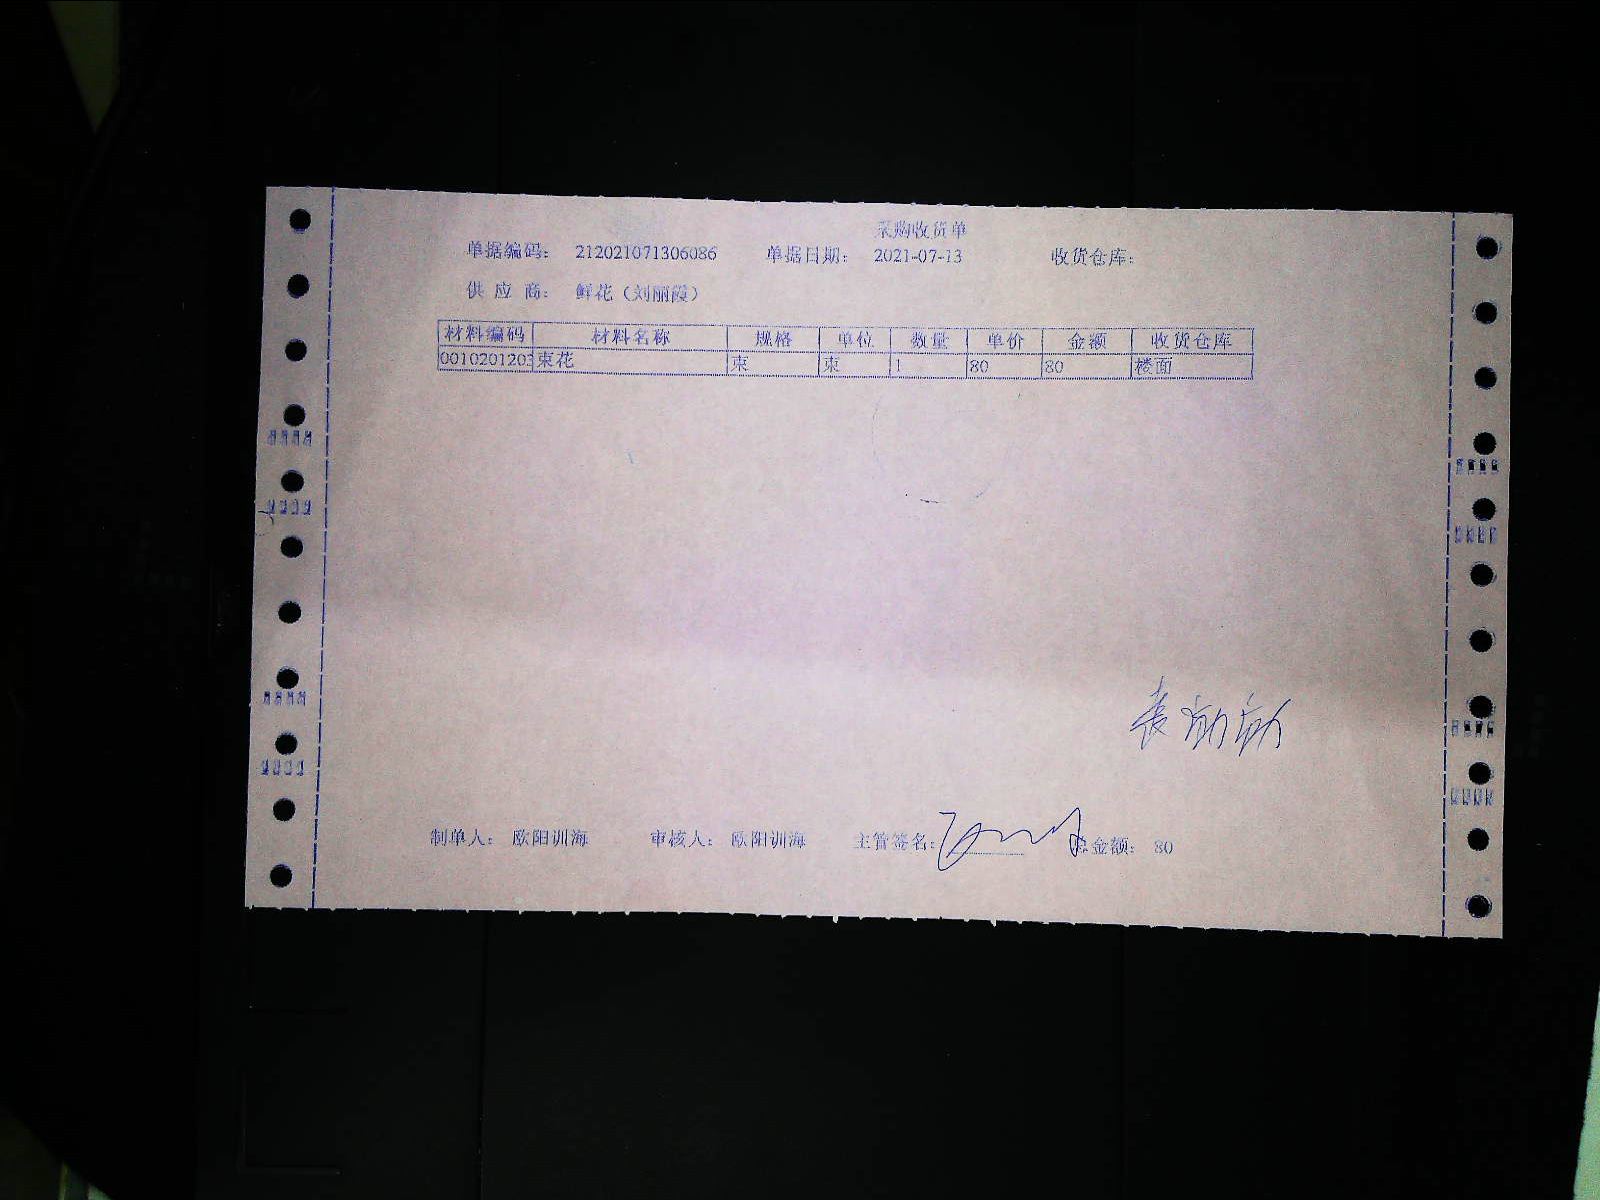 采购收货单
单据编码: 212021071306086 单据日期: 2021-07-13 收货仓库:
供 应 商: 鲜花（刘丽霞）
材料编码 材料名称 规格 单位 数量 单价 金额 收货仓库
0010201203 束花 束 束 1 80 80 楼面
制单人: 欧阳训海 审核人: 欧阳训海 主管签名: 总金额: 80